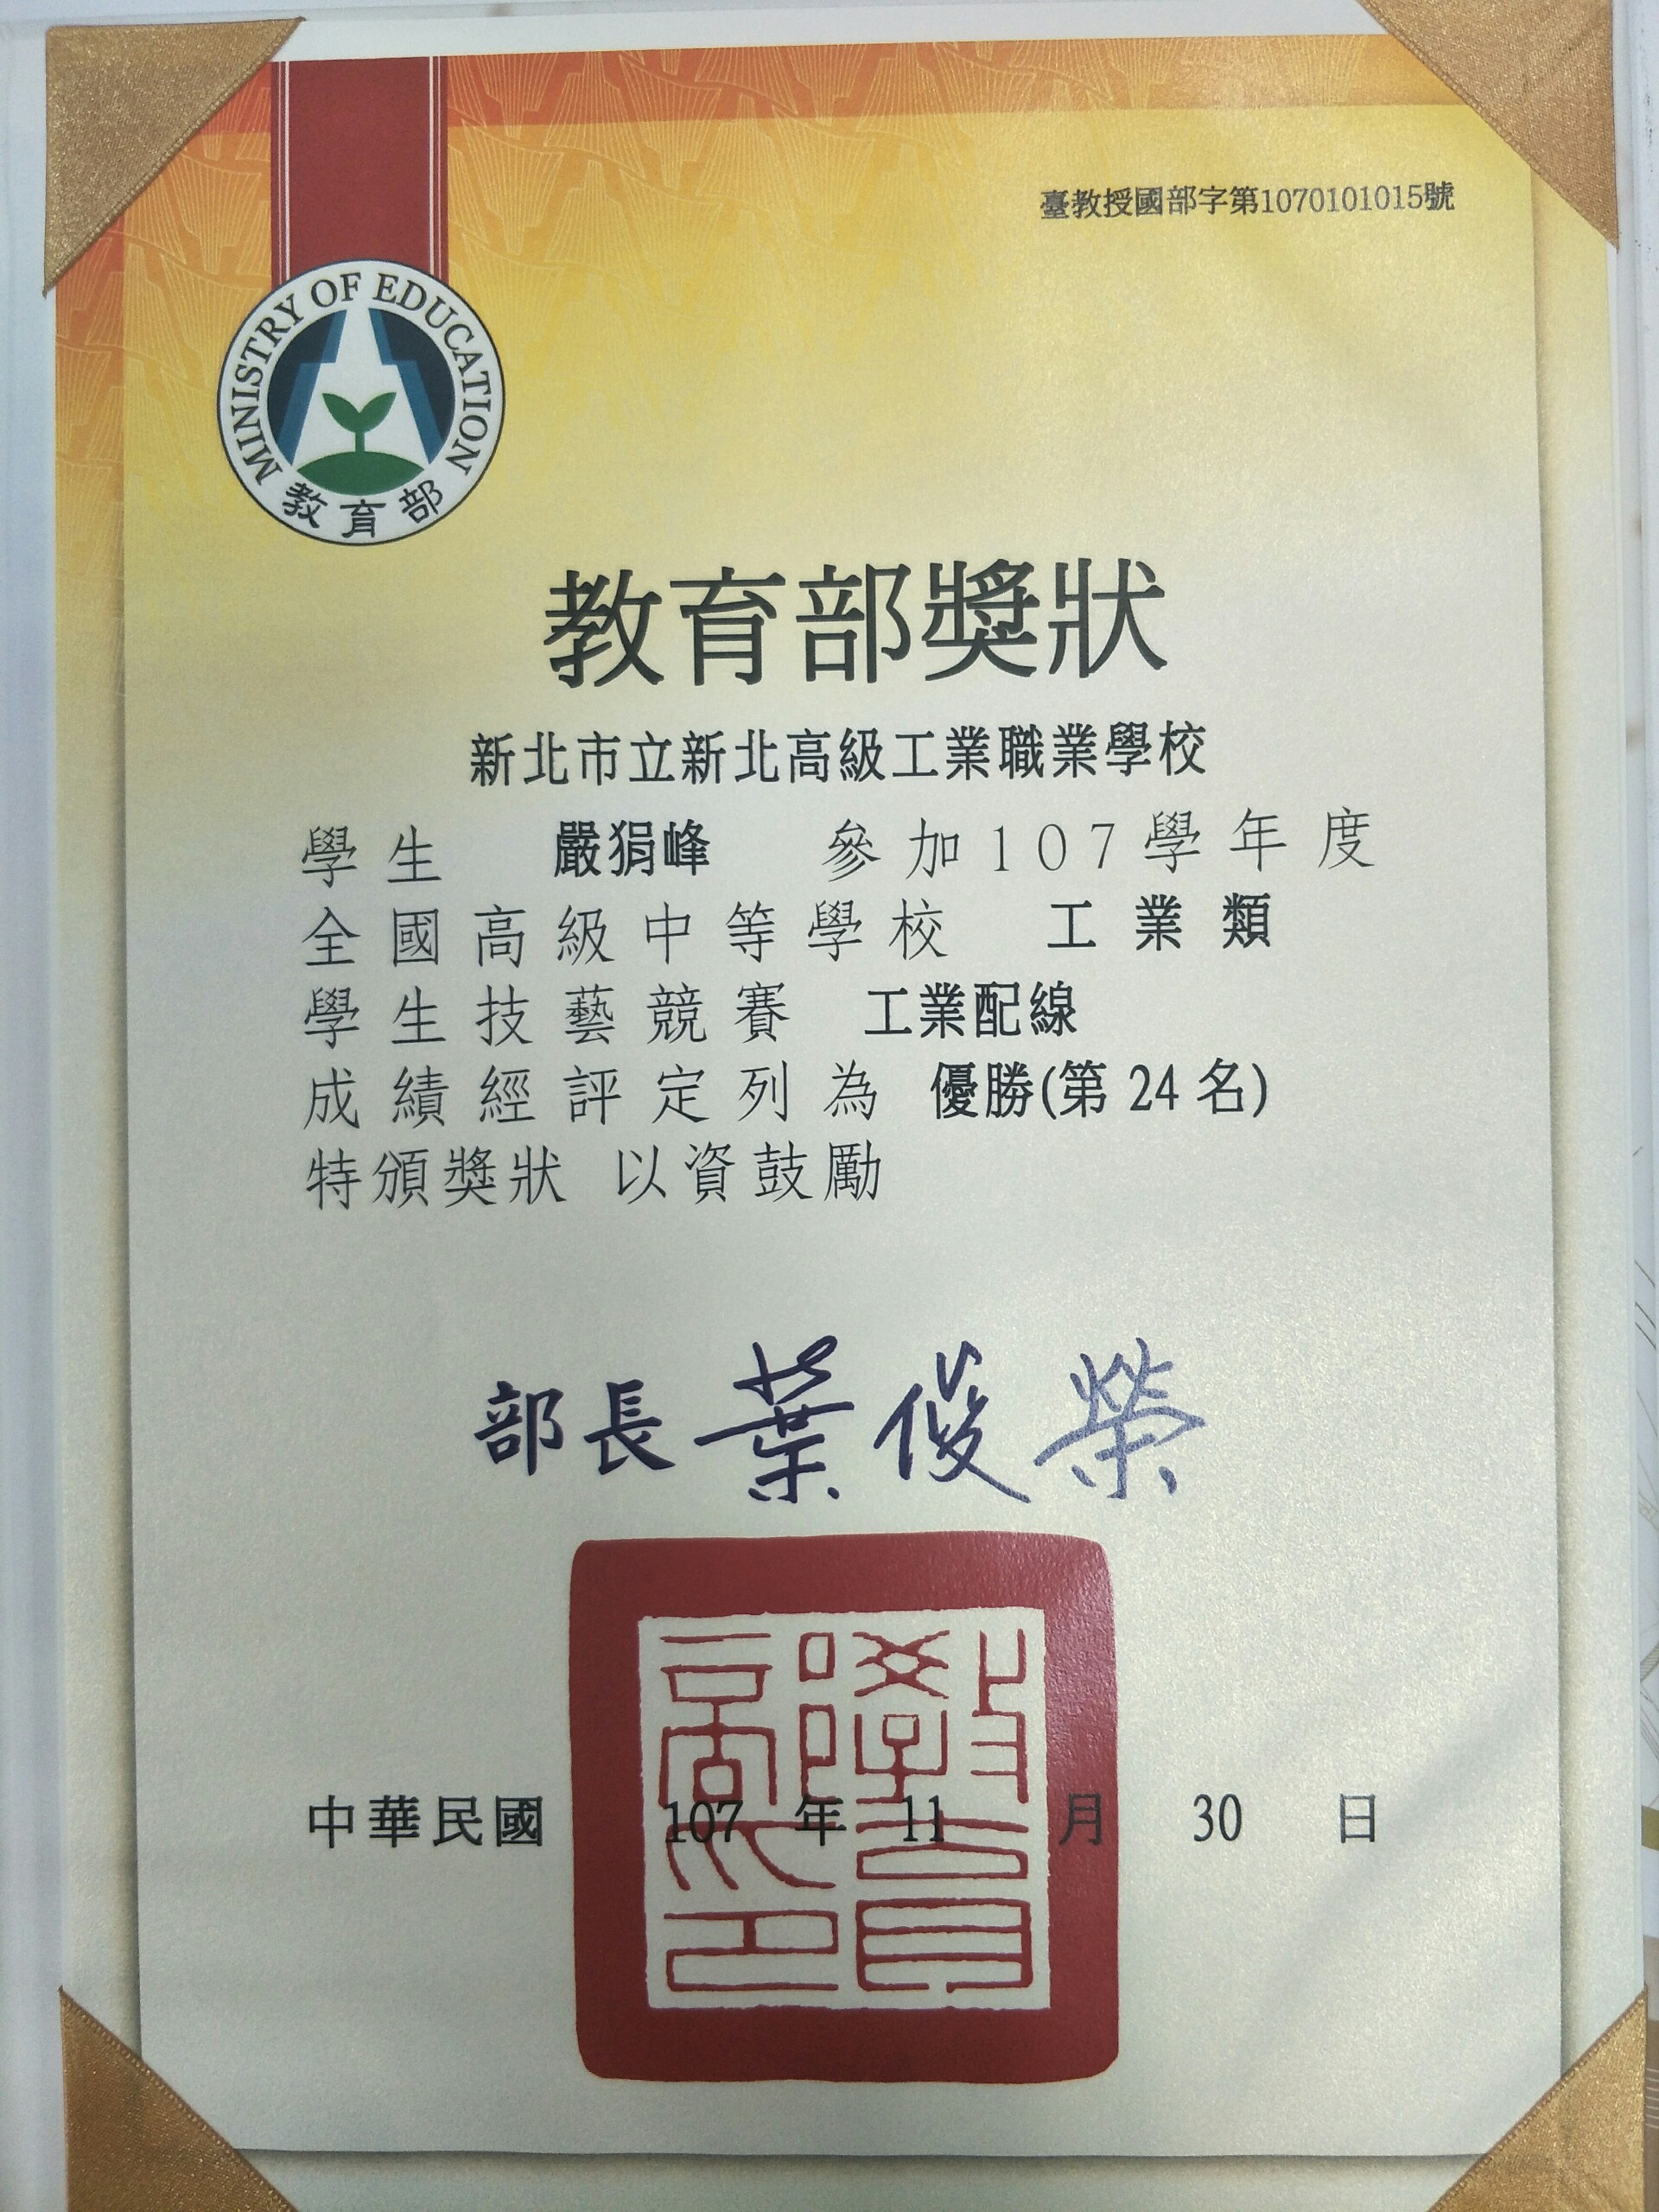 臺教授國部字第1070101015號
MINISTRY OF EDUCATION
教育部
教育部獎狀
新北市立新北高級工業職業學校
學生 嚴狷峰 參加107學年度
全國高級中等學校 工業類
學生技藝競賽 工業配線
成績經評定列為 優勝(第 24 名)
特頒獎狀 以資鼓勵
部長 葉俊榮
教育部印
中華民國 107 年 11 月 30 日